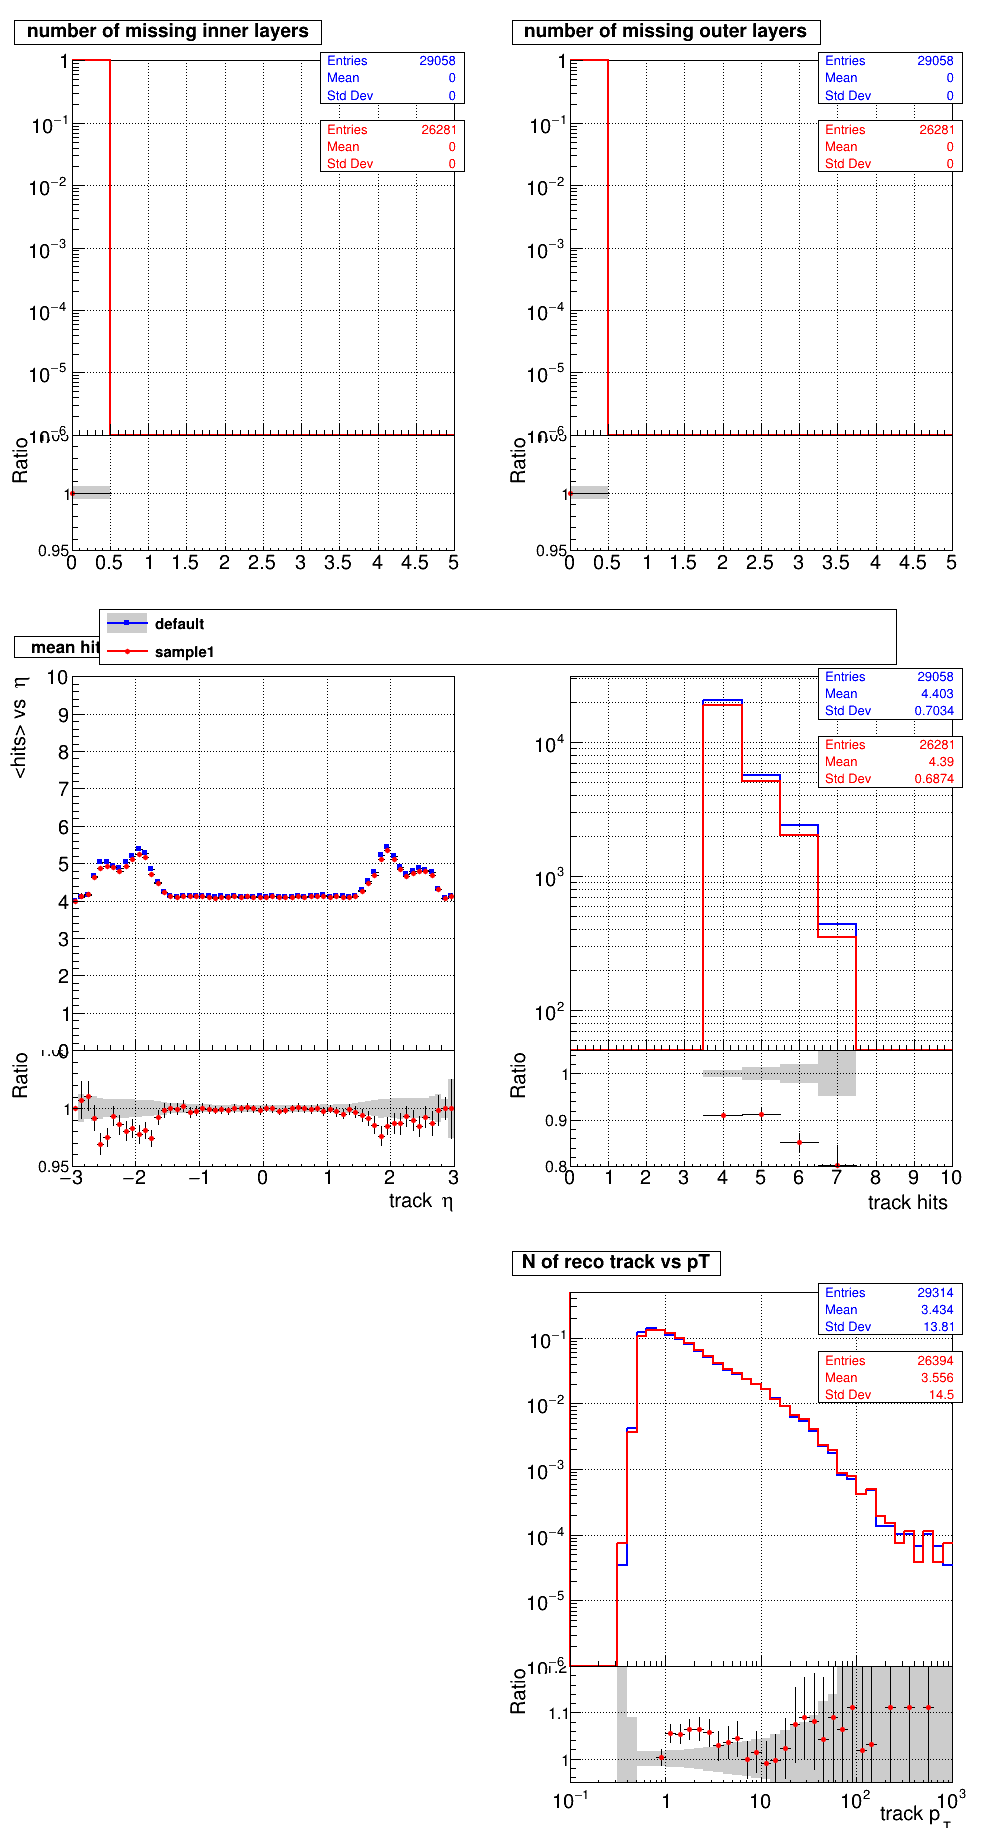 number of missing inner layers
Entries 29058
Mean 0
Std Dev 0
Entries 26281
Mean 0
Std Dev 0
1
10−1
10−2
10−3
10−4
10−5
10−6
Ratio
1
0.95
0 0.5 1 1.5 2 2.5 3 3.5 4 4.5 5
number of missing outer layers
Entries 29058
Mean 0
Std Dev 0
Entries 26281
Mean 0
Std Dev 0
1
10−1
10−2
10−3
10−4
10−5
10−6
Ratio
1
0.95
0 0.5 1 1.5 2 2.5 3 3.5 4 4.5 5
default
sample1
mean hit
<hits> vs η
10
9
8
7
6
5
4
3
2
1
0
Ratio
1
0.95
−3 −2 −1 0 1 2 3
track η
Entries 29058
Mean 4.403
Std Dev 0.7034
Entries 26281
Mean 4.39
Std Dev 0.6874
104
103
102
Ratio
1
0.9
0.8
0 1 2 3 4 5 6 7 8 9 10
track hits
N of reco track vs pT
Entries 29314
Mean 3.434
Std Dev 13.81
Entries 26394
Mean 3.556
Std Dev 14.5
10−1
10−2
10−3
10−4
10−5
10−6
Ratio
1.2
1.1
1
10−1 1 10 102 103
track pT